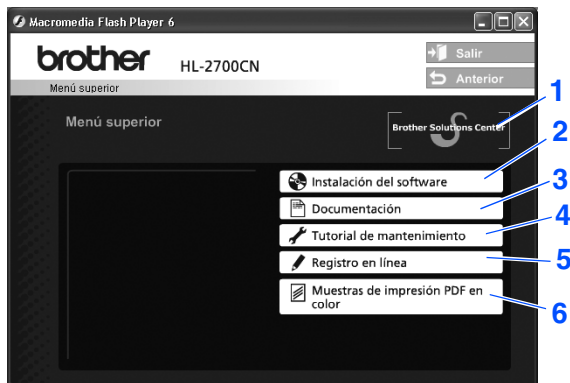 Macromedia Flash Player 6
brother
HL-2700CN
Salir
Anterior
Menú superior
Menú superior
Brother Solutions Center
1
2
Instalación del software
3
Documentación
4
Tutorial de mantenimiento
5
Registro en línea
Muestras de impresión PDF en
color
6